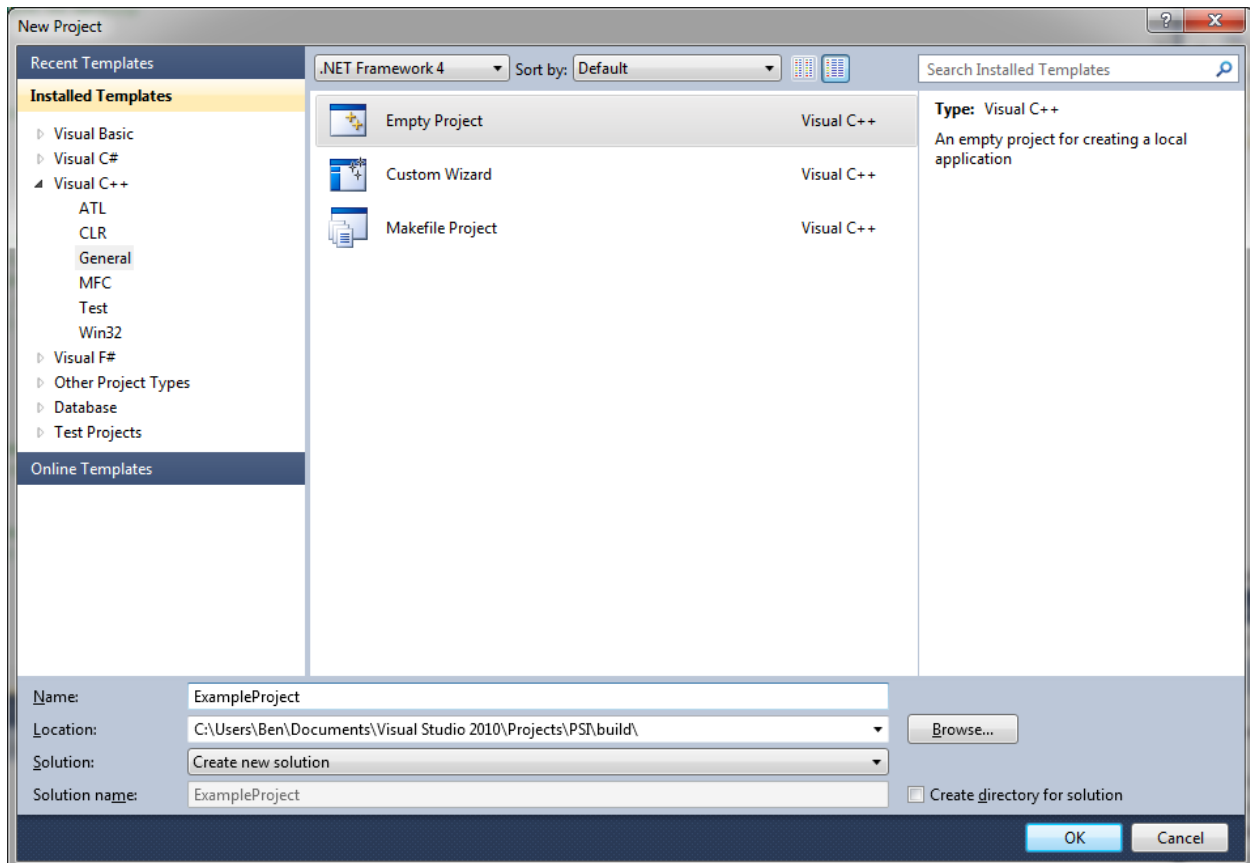 New Project
?
Recent Templates
.NET Framework 4 Sort by: Default
Search Installed Templates
Installed Templates
Visual Basic
Visual C#
Visual C++
ATL
CLR
General
MFC
Test
Win32
Visual F#
Other Project Types
Database
Test Projects
Online Templates
Empty Project Visual C++
Custom Wizard Visual C++
Makefile Project Visual C++
Type: Visual C++
An empty project for creating a local
application
Name: ExampleProject
Location: C:\Users\Ben\Documents\Visual Studio 2010\Projects\PSI\build\ Browse...
Solution: Create new solution
Solution name: ExampleProject Create directory for solution
OK Cancel